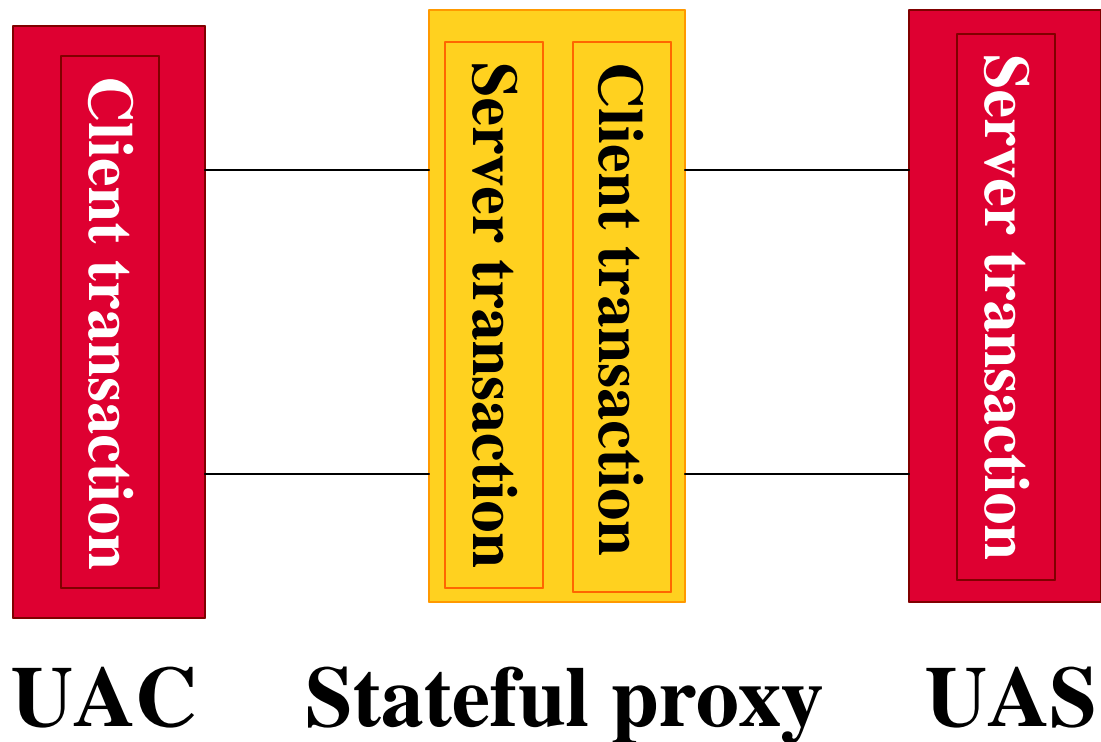 Client transaction
Server transaction
Client transaction
Server transaction
UAC
Stateful proxy
UAS